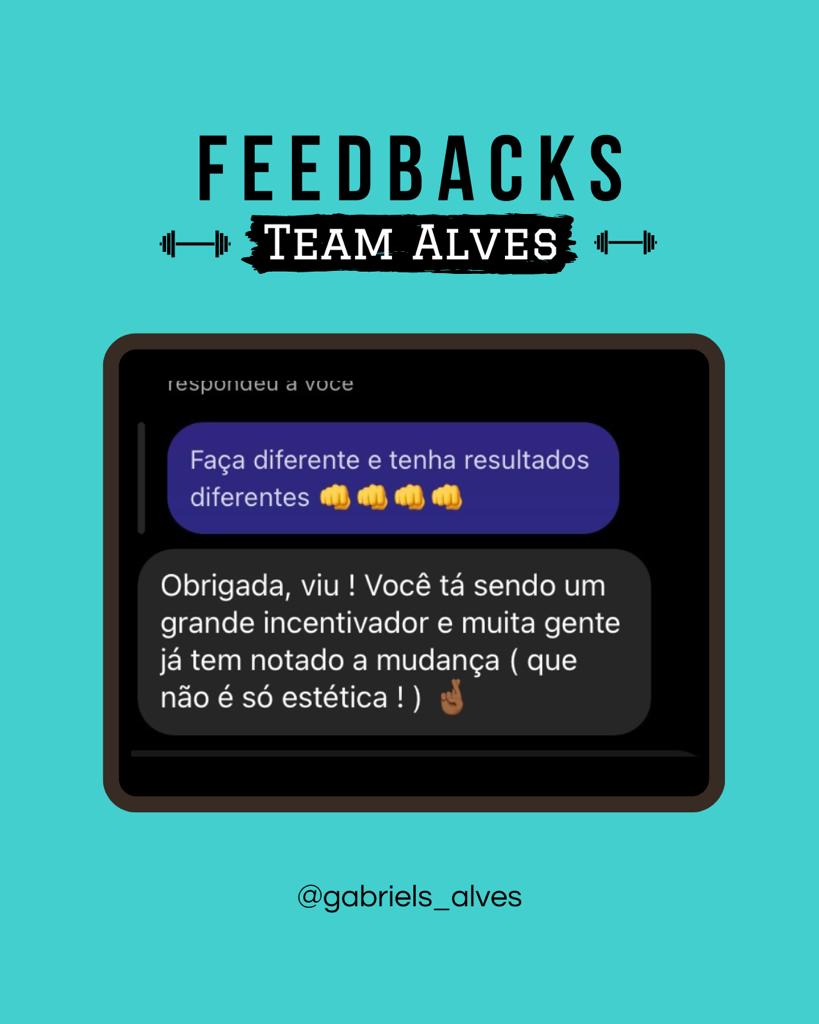 FEEDBACKS
TEAM ALVES
respondeu a você
Faça diferente e tenha resultados
diferentes 👊👊👊👊
Obrigada, viu ! Você tá sendo um
grande incentivador e muita gente
já tem notado a mudança ( que
não é só estética ! ) 🤞🏾
@gabriels_alves